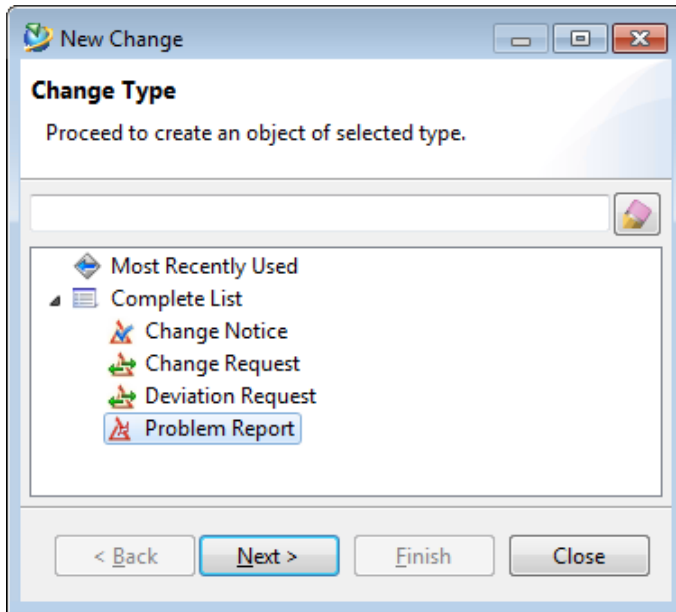 New Change
Change Type
Proceed to create an object of selected type.
Most Recently Used
Complete List
Change Notice
Change Request
Deviation Request
Problem Report
< Back Next > Finish Close